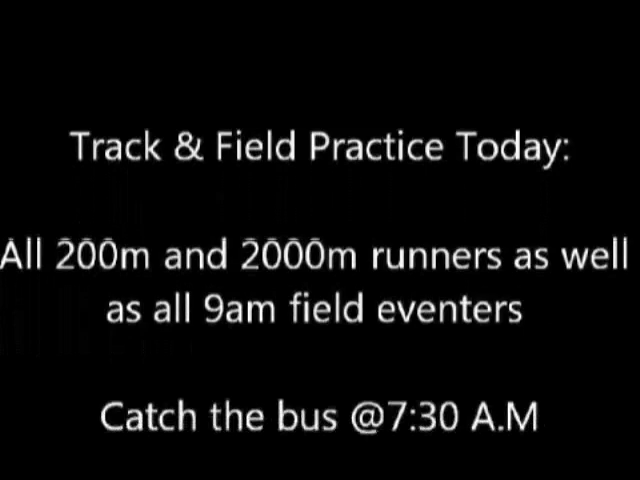 Track & Field Practice Today:
All 200m and 2000m runners as well
as all 9am field eventers
Catch the bus @7:30 A.M